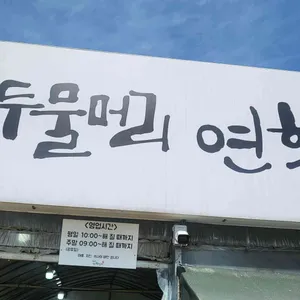 두물머리 연핫
<영업시간>
평일 10:00~해 질 때까지
주말 09:00~해 질 때까지